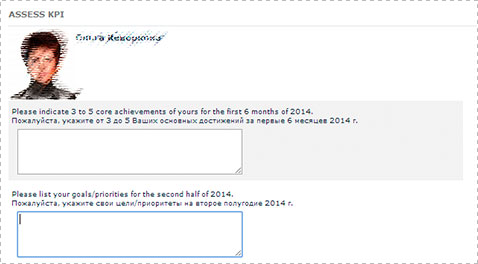 ASSESS KPI
Please indicate 3 to 5 core achievements of yours for the first 6 months of 2014.
Пожалуйста, укажите от 3 до 5 Ваших основных достижений за первые 6 месяцев 2014 г.
Please list your goals/priorities for the second half of 2014.
Пожалуйста, укажите свои цели/приоритеты на второе полугодие 2014 г.